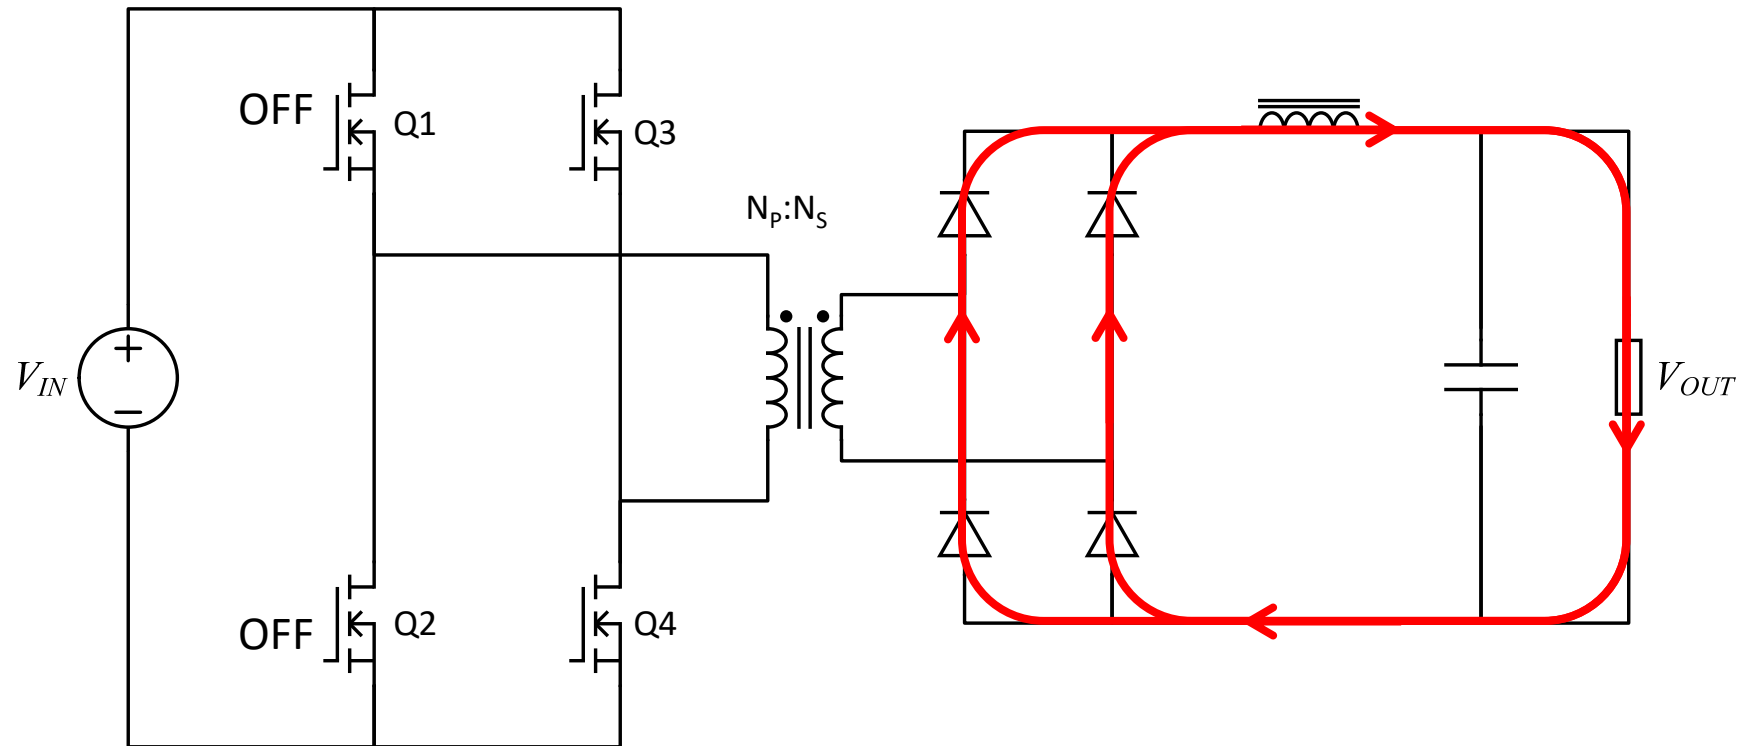 OFF
Q1
Q3
N_P:N_S
V_IN
+
−
V_OUT
OFF
Q2
Q4